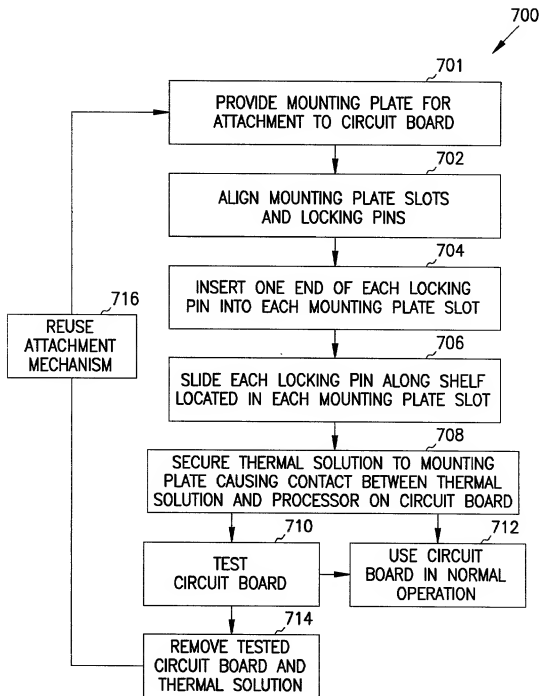 700
701
PROVIDE MOUNTING PLATE FOR
ATTACHMENT TO CIRCUIT BOARD
702
ALIGN MOUNTING PLATE SLOTS
AND LOCKING PINS
704
INSERT ONE END OF EACH LOCKING
PIN INTO EACH MOUNTING PLATE SLOT
716
REUSE
ATTACHMENT
MECHANISM
706
SLIDE EACH LOCKING PIN ALONG SHELF
LOCATED IN EACH MOUNTING PLATE SLOT
708
SECURE THERMAL SOLUTION TO MOUNTING
PLATE CAUSING CONTACT BETWEEN THERMAL
SOLUTION AND PROCESSOR ON CIRCUIT BOARD
710
TEST
CIRCUIT BOARD
712
USE CIRCUIT
BOARD IN NORMAL
OPERATION
714
REMOVE TESTED
CIRCUIT BOARD AND
THERMAL SOLUTION